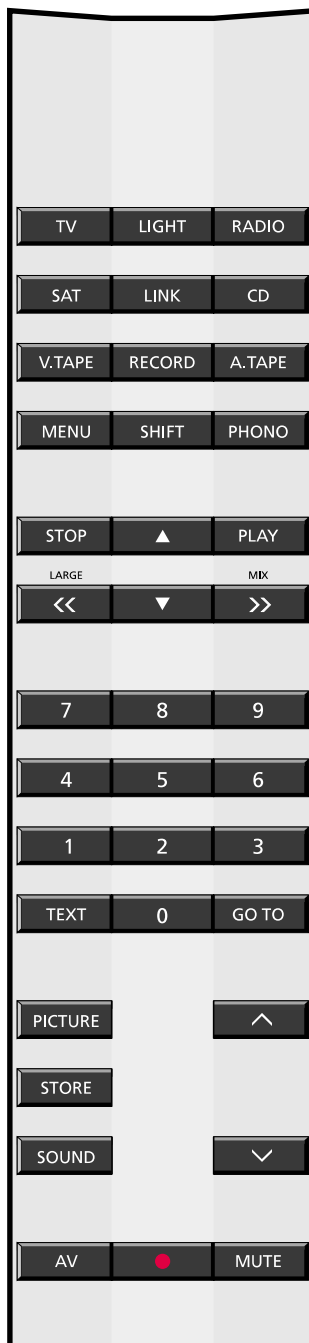 TV LIGHT RADIO
SAT LINK CD
V.TAPE RECORD A.TAPE
MENU SHIFT PHONO
STOP ▲ PLAY
LARGE MIX
<< ▼ >>
7 8 9
4 5 6
1 2 3
TEXT 0 GO TO
PICTURE
STORE
SOUND
AV MUTE